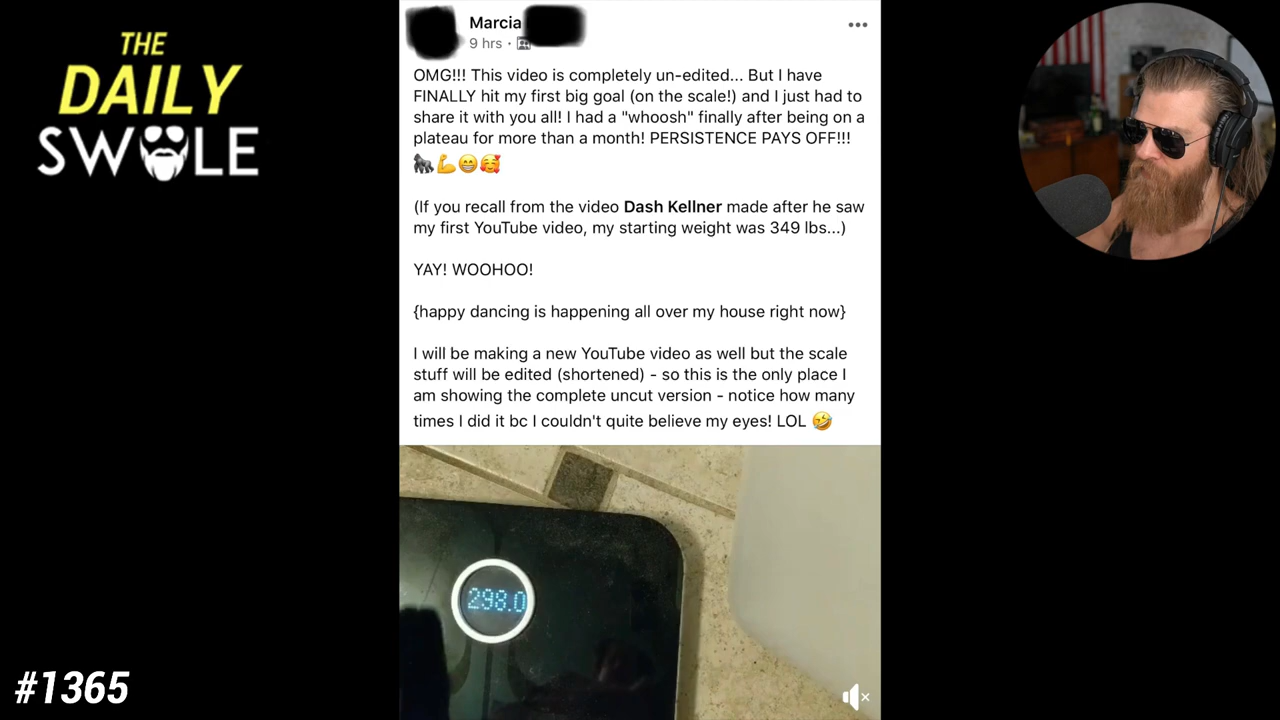 THE
DAILY
SWOLE
Marcia
9 hrs ·
OMG!!! This video is completely un-edited... But I have
FINALLY hit my first big goal (on the scale!) and I just had to
share it with you all! I had a "whoosh" finally after being on a
plateau for more than a month! PERSISTENCE PAYS OFF!!!
🦍💪😁🥰
(If you recall from the video Dash Kellner made after he saw
my first YouTube video, my starting weight was 349 lbs...)
YAY! WOOHOO!
{happy dancing is happening all over my house right now}
I will be making a new YouTube video as well but the scale
stuff will be edited (shortened) - so this is the only place I
am showing the complete uncut version - notice how many
times I did it bc I couldn't quite believe my eyes! LOL 🤣
298.0
#1365